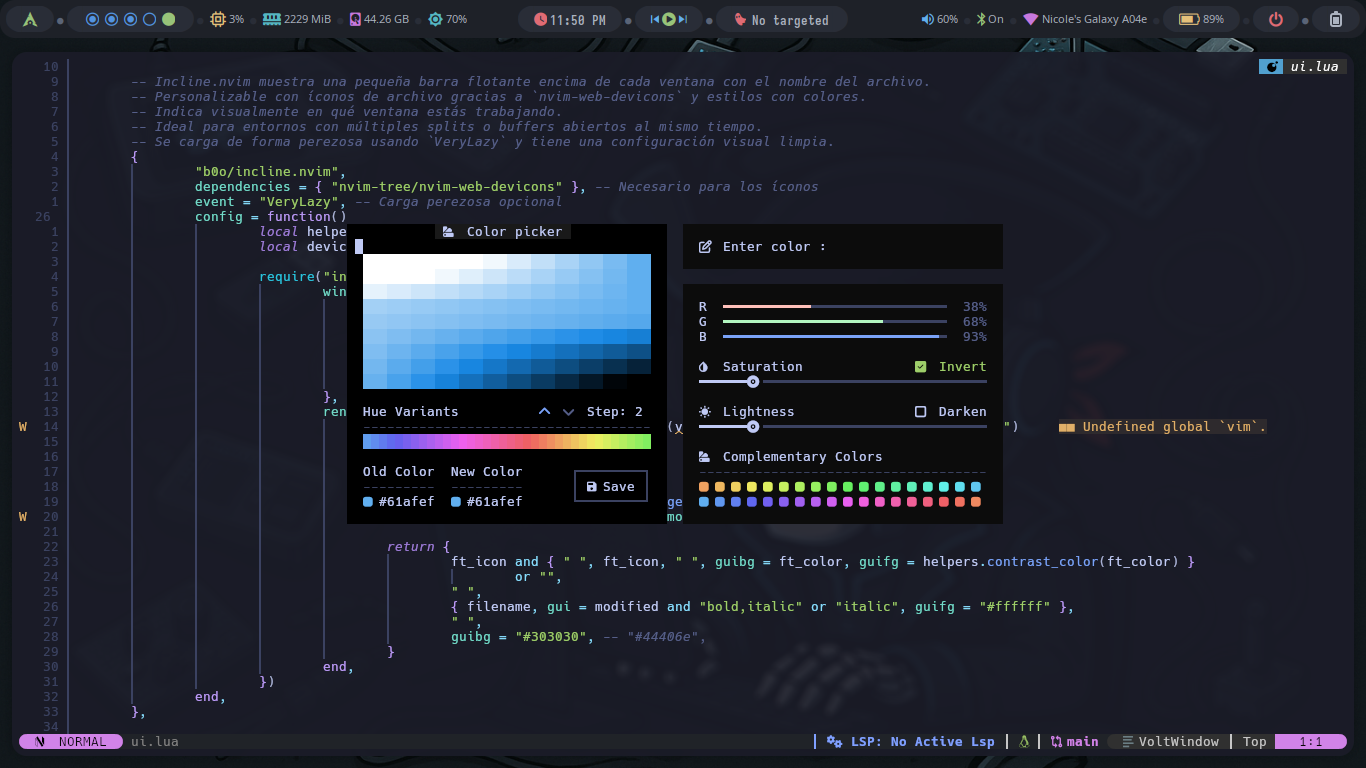 3% 2229 MiB 44.26 GB 70% 11:50 PM No targeted 60% On Nicole's Galaxy A04e 89%
ui.lua
10
9 -- Incline.nvim muestra una pequeña barra flotante encima de cada ventana con el nombre del archivo.
8 -- Personalizable con íconos de archivo gracias a `nvim-web-devicons` y estilos con colores.
7 -- Indica visualmente en qué ventana estás trabajando.
6 -- Ideal para entornos con múltiples splits o buffers abiertos al mismo tiempo.
5 -- Se carga de forma perezosa usando `VeryLazy` y tiene una configuración visual limpia.
4 {
3 "b0o/incline.nvim",
2 dependencies = { "nvim-tree/nvim-web-devicons" }, -- Necesario para los íconos
1 event = "VeryLazy", -- Carga perezosa opcional
26 config = function()
1 local helpe
2 local devic
3
4 require("in
5 win
6
7
8
9
10
11
12 },
13 ren
W 14 (y ") ■■ Undefined global `vim`.
15
16
17
18
19 ge
W 20 mo
21
22 return {
23 ft_icon and { " ", ft_icon, " ", guibg = ft_color, guifg = helpers.contrast_color(ft_color) }
24 or "",
25 " ",
26 { filename, gui = modified and "bold,italic" or "italic", guifg = "#ffffff" },
27 " ",
28 guibg = "#303030", -- "#44406e",
29 }
30 end,
31 })
32 end,
33 },
34
Color picker
Hue Variants Step: 2
Old Color New Color
#61afef #61afef
Save
Enter color :
R 38%
G 68%
B 93%
Saturation Invert
Lightness Darken
Complementary Colors
NORMAL ui.lua LSP: No Active Lsp main VoltWindow Top 1:1